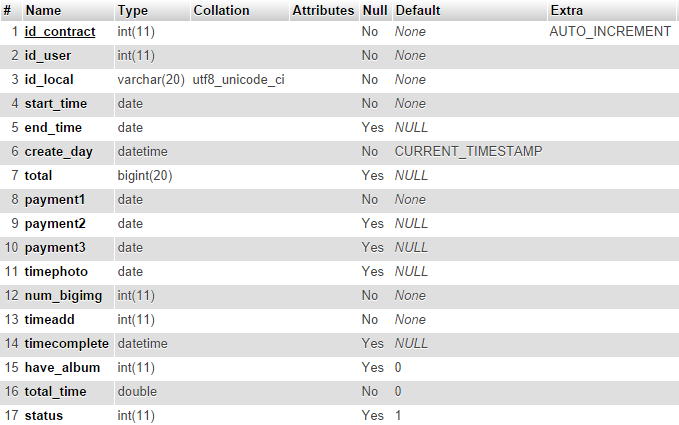 # Name Type Collation Attributes Null Default Extra
1 id_contract int(11) No None AUTO_INCREMENT
2 id_user int(11) No None
3 id_local varchar(20) utf8_unicode_ci No None
4 start_time date No None
5 end_time date Yes NULL
6 create_day datetime No CURRENT_TIMESTAMP
7 total bigint(20) Yes NULL
8 payment1 date No None
9 payment2 date Yes NULL
10 payment3 date Yes NULL
11 timephoto date Yes NULL
12 num_bigimg int(11) No None
13 timeadd int(11) No None
14 timecomplete datetime Yes NULL
15 have_album int(11) Yes 0
16 total_time double No 0
17 status int(11) Yes 1